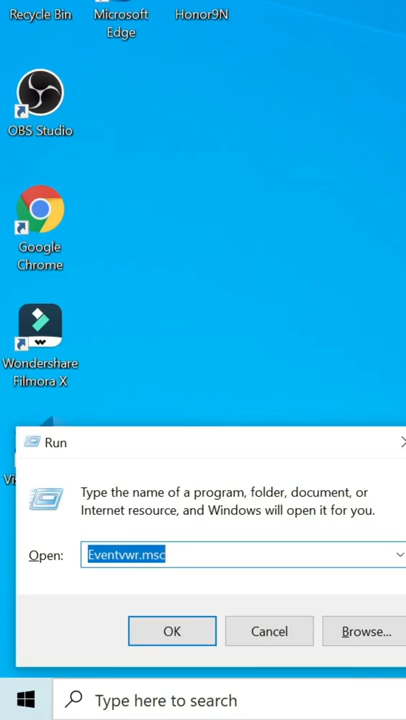 Recycle Bin
Microsoft
Edge
Honor9N
OBS Studio
Google
Chrome
Wondershare
Filmora X
Run
Type the name of a program, folder, document, or
Internet resource, and Windows will open it for you.
Open:
Eventvwr.msc
OK
Cancel
Browse...
Type here to search